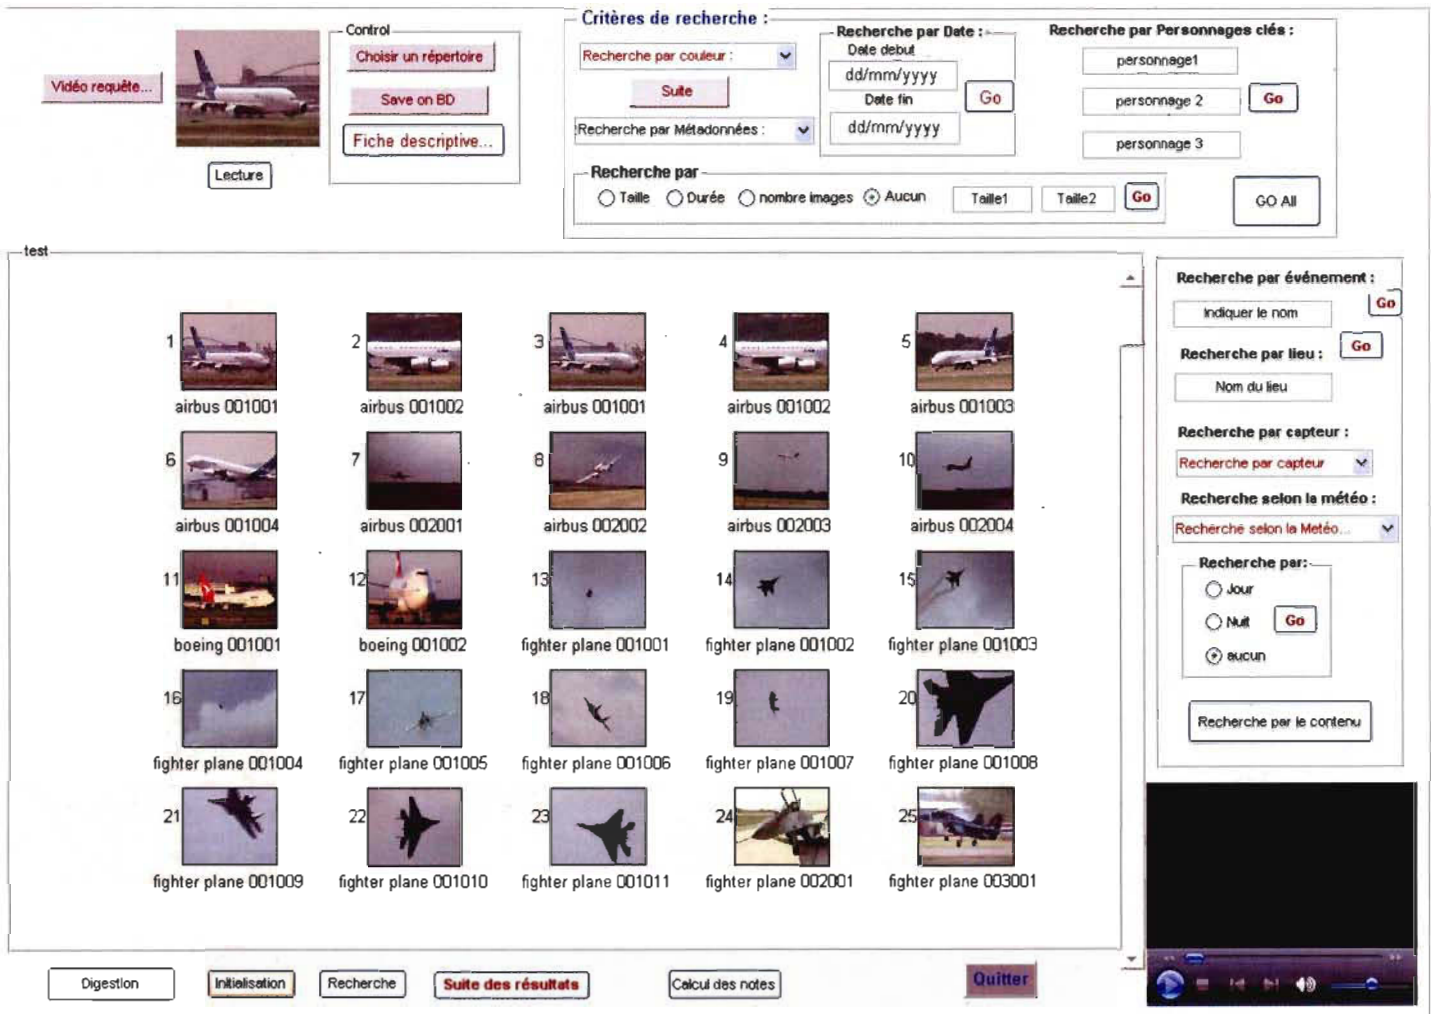 Vidéo requête...
Lecture
Control
Choisir un répertoire
Save on BD
Fiche descriptive...
Critères de recherche :
Recherche par couleur :
Suite
Recherche par Métadonnées :
Recherche par Date :
Date debut
dd/mm/yyyy
Date fin
dd/mm/yyyy
Go
Recherche par Personnages clés :
personnage1
personnage 2
personnage 3
Go
Recherche par
Taille Durée nombre images Aucun Taille1 Taille2 Go
GO All
test
1 2 3 4 5
airbus 001001 airbus 001002 airbus 001001 airbus 001002 airbus 001003
6 7 8 9 10
airbus 001004 airbus 002001 airbus 002002 airbus 002003 airbus 002004
11 12 13 14 15
boeing 001001 boeing 001002 fighter plane 001001 fighter plane 001002 fighter plane 001003
16 17 18 19 20
fighter plane 001004 fighter plane 001005 fighter plane 001006 fighter plane 001007 fighter plane 001008
21 22 23 24 25
fighter plane 001009 fighter plane 001010 fighter plane 001011 fighter plane 002001 fighter plane 003001
Recherche par événement :
Go
Indiquer le nom
Recherche par lieu :
Go
Nom du lieu
Recherche par capteur :
Recherche par capteur
Recherche selon la météo :
Recherche selon la Metéo...
Recherche par:
Jour
Nuit
Go
aucun
Recherche par le contenu
Digestion Initialisation Recherche Suite des résultats Calcul des notes Quitter